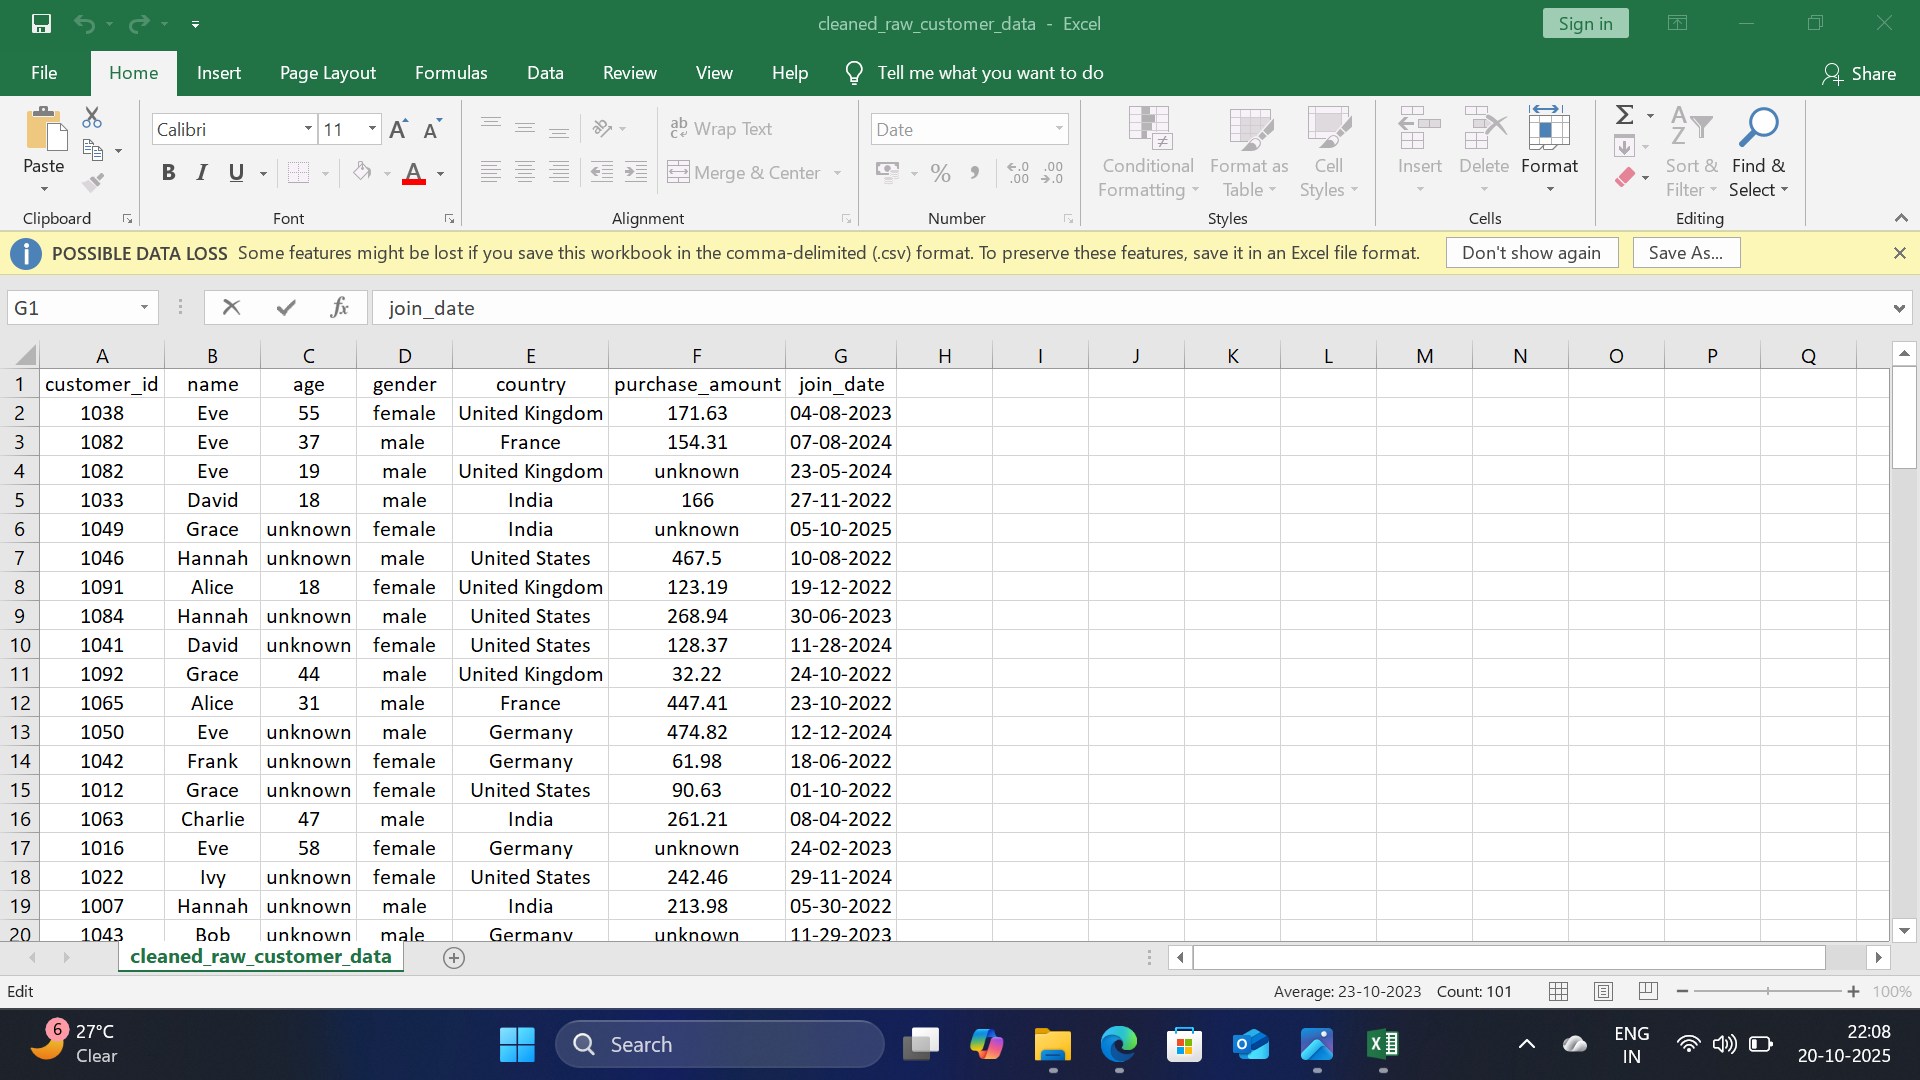 cleaned_raw_customer_data - Excel
Sign in
File Home Insert Page Layout Formulas Data Review View Help Tell me what you want to do Share
Paste
Clipboard
Calibri 11 A A
B I U A
Font
ab Wrap Text
Merge & Center
Alignment
Date
% , .0 .00 .00 .0
Number
Conditional Formatting
Format as Table
Cell Styles
Styles
Insert Delete Format
Cells
Σ
Sort & Filter
Find & Select
Editing
POSSIBLE DATA LOSS Some features might be lost if you save this workbook in the comma-delimited (.csv) format. To preserve these features, save it in an Excel file format. Don't show again Save As...
G1 fx join_date
A B C D E F G H I J K L M N O P Q
1 customer_id name age gender country purchase_amount join_date
2 1038 Eve 55 female United Kingdom 171.63 04-08-2023
3 1082 Eve 37 male France 154.31 07-08-2024
4 1082 Eve 19 male United Kingdom unknown 23-05-2024
5 1033 David 18 male India 166 27-11-2022
6 1049 Grace unknown female India unknown 05-10-2025
7 1046 Hannah unknown male United States 467.5 10-08-2022
8 1091 Alice 18 female United Kingdom 123.19 19-12-2022
9 1084 Hannah unknown male United States 268.94 30-06-2023
10 1041 David unknown female United States 128.37 11-28-2024
11 1092 Grace 44 male United Kingdom 32.22 24-10-2022
12 1065 Alice 31 male France 447.41 23-10-2022
13 1050 Eve unknown male Germany 474.82 12-12-2024
14 1042 Frank unknown female Germany 61.98 18-06-2022
15 1012 Grace unknown female United States 90.63 01-10-2022
16 1063 Charlie 47 male India 261.21 08-04-2022
17 1016 Eve 58 female Germany unknown 24-02-2023
18 1022 Ivy unknown female United States 242.46 29-11-2024
19 1007 Hannah unknown male India 213.98 05-30-2022
20 1043 Bob unknown male Germany unknown 11-29-2023
cleaned_raw_customer_data
Edit Average: 23-10-2023 Count: 101 100%
6 27°C
Clear
Search
ENG
IN
22:08
20-10-2025